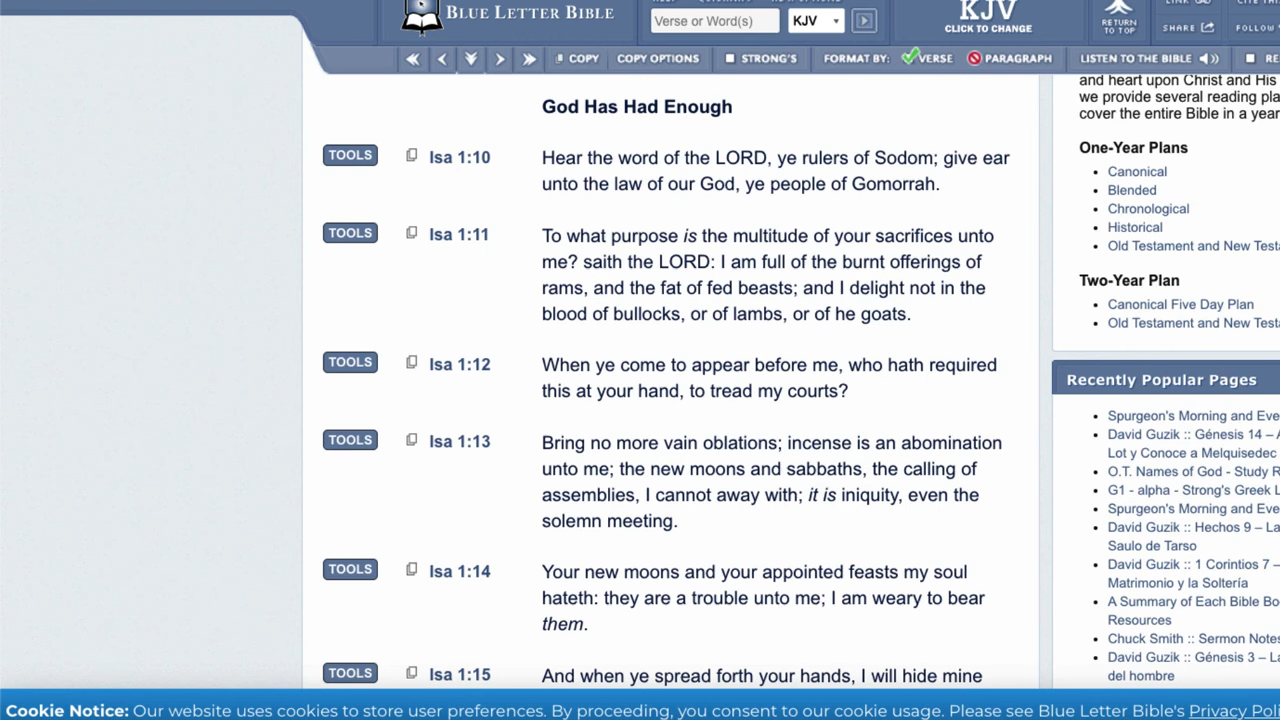 BLUE LETTER BIBLE
Verse or Word(s)
KJV
KJV
CLICK TO CHANGE
RETURN
TO TOP
SHARE
FOLLOW
COPY
COPY OPTIONS
STRONG'S
FORMAT BY:
VERSE
PARAGRAPH
LISTEN TO THE BIBLE
RE
God Has Had Enough
TOOLS
Isa 1:10
Hear the word of the LORD, ye rulers of Sodom; give ear
unto the law of our God, ye people of Gomorrah.
TOOLS
Isa 1:11
To what purpose is the multitude of your sacrifices unto
me? saith the LORD: I am full of the burnt offerings of
rams, and the fat of fed beasts; and I delight not in the
blood of bullocks, or of lambs, or of he goats.
TOOLS
Isa 1:12
When ye come to appear before me, who hath required
this at your hand, to tread my courts?
TOOLS
Isa 1:13
Bring no more vain oblations; incense is an abomination
unto me; the new moons and sabbaths, the calling of
assemblies, I cannot away with; it is iniquity, even the
solemn meeting.
TOOLS
Isa 1:14
Your new moons and your appointed feasts my soul
hateth: they are a trouble unto me; I am weary to bear
them.
TOOLS
Isa 1:15
And when ye spread forth your hands, I will hide mine
and heart upon Christ and His
we provide several reading pla
cover the entire Bible in a year
One-Year Plans
Canonical
Blended
Chronological
Historical
Old Testament and New Testa
Two-Year Plan
Canonical Five Day Plan
Old Testament and New Testa
Recently Popular Pages
Spurgeon's Morning and Eve
David Guzik :: Génesis 14 – A
Lot y Conoce a Melquisedec
O.T. Names of God - Study R
G1 - alpha - Strong's Greek L
Spurgeon's Morning and Eve
David Guzik :: Hechos 9 – La
Saulo de Tarso
David Guzik :: 1 Corintios 7 –
Matrimonio y la Soltería
A Summary of Each Bible Bo
Resources
Chuck Smith :: Sermon Notes
David Guzik :: Génesis 3 – La
del hombre
Cookie Notice: Our website uses cookies to store user preferences. By proceeding, you consent to our cookie usage. Please see Blue Letter Bible's Privacy Pol